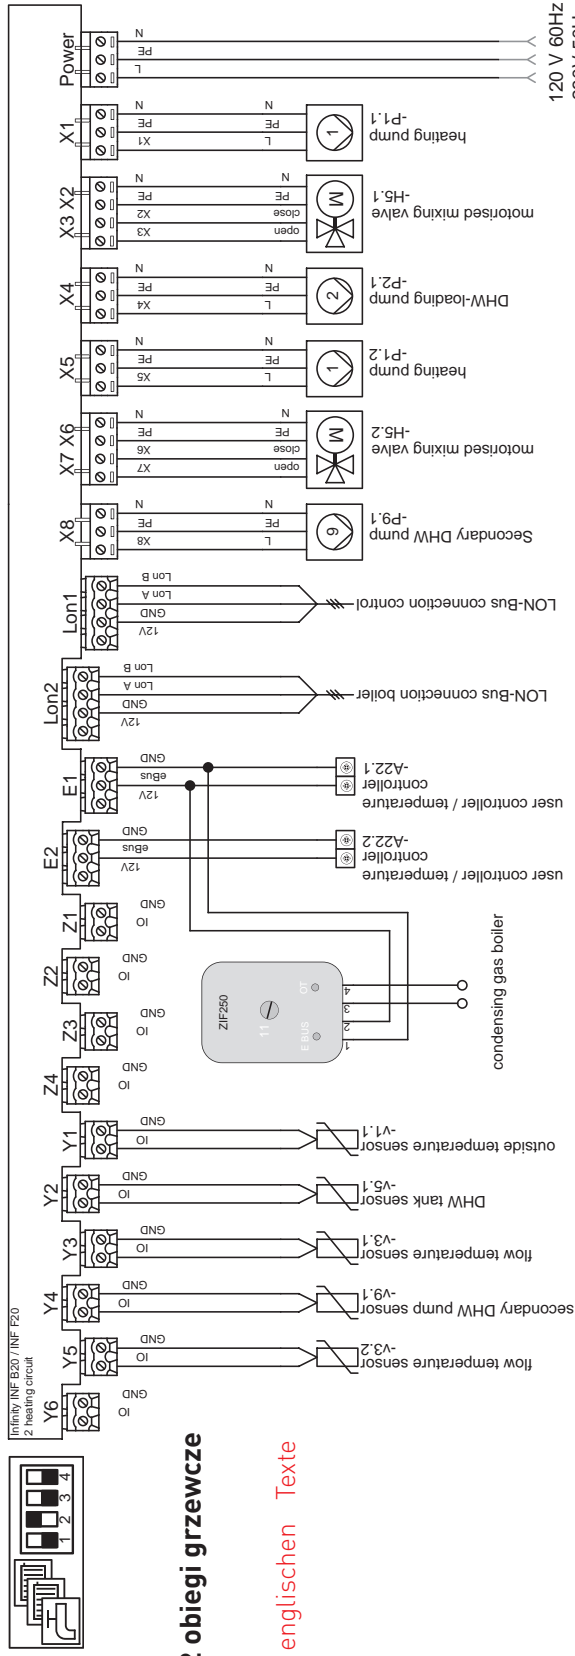 Infinity INF B20 / INF F20
2 heating circuit
Power
N
PE
L
120 V 60Hz
X1
N
PE
X1
N
PE
L
heating pump
-P1.1
X3 X2
N
PE
X2
X3
N
PE
close
open
M
motorised mixing valve
-H5.1
X4
N
PE
X4
N
PE
L
DHW-loading pump
-P2.1
X5
N
PE
X5
N
PE
L
heating pump
-P1.2
X7 X6
N
PE
X6
X7
N
PE
close
open
M
motorised mixing valve
-H5.2
X8
N
PE
X8
N
PE
L
Secondary DHW pump
-P9.1
Lon1
Lon B
Lon A
GND
12V
LON-Bus connection control
Lon2
Lon B
Lon A
GND
12V
LON-Bus connection boiler
E1
GND
eBus
12V
user controller / temperature
controller
-A22.1
E2
GND
eBus
12V
user controller / temperature
controller
-A22.2
Z1
GND
IO
Z2
GND
IO
Z3
GND
IO
Z4
GND
IO
ZIF250
11
E BUS
OT
1 2 3 4
condensing gas boiler
Y1
GND
IO
outside temperature sensor
-v1.1
Y2
GND
IO
DHW tank sensor
-v5.1
Y3
GND
IO
flow temperature sensor
-v3.1
Y4
GND
IO
secondary DHW pump sensor
-v9.1
Y5
GND
IO
flow temperature sensor
-v3.2
Y6
GND
IO
1 2 3 4
2 obiegi grzewcze
englischen Texte